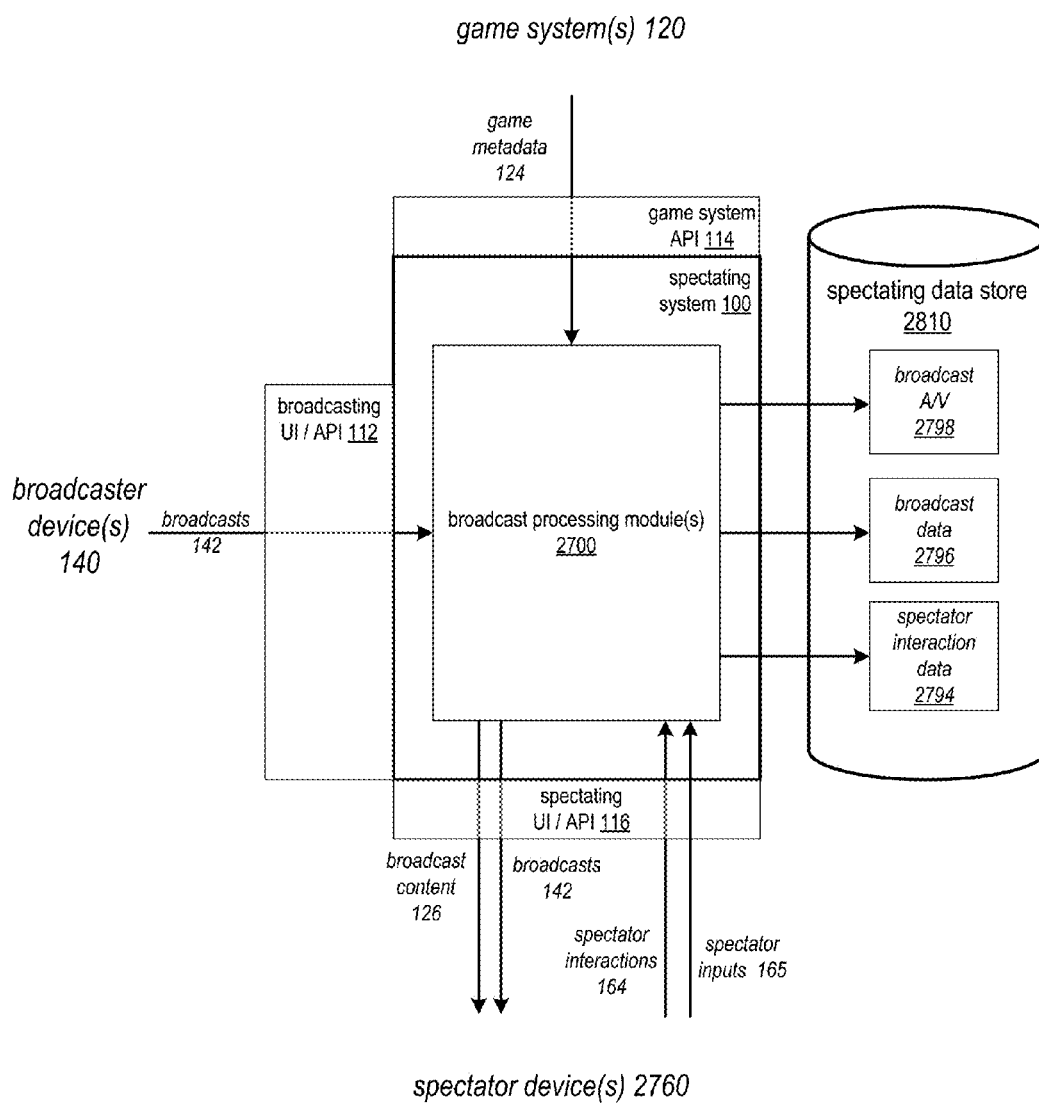 game system(s) 120
game
metadata
124
game system
API 114
spectating
system 100
spectating data store
2810
broadcast
A/V
2798
broadcasting
UI / API 112
broadcaster
device(s)
140
broadcasts
142
broadcast processing module(s)
2700
broadcast
data
2796
spectator
interaction
data
2794
spectating
UI / API 116
broadcast
content
126
broadcasts
142
spectator
interactions
164
spectator
inputs 165
spectator device(s) 2760